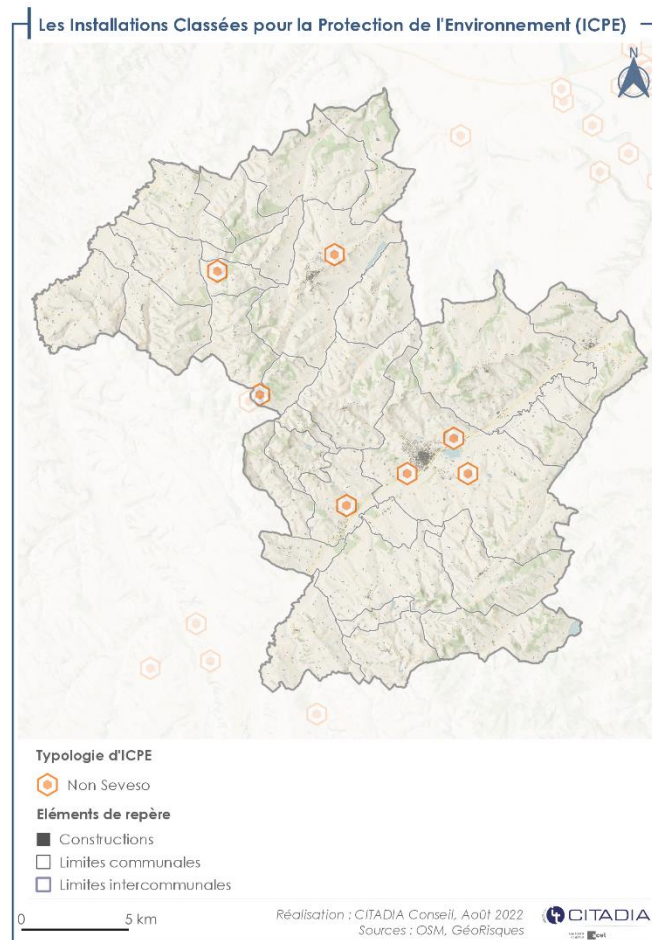 Les Installations Classées pour la Protection de l'Environnement (ICPE)
N
Typologie d'ICPE
Non Seveso
Eléments de repère
Constructions
Limites communales
Limites intercommunales
0 5 km
Réalisation : CITADIA Conseil, Août 2022
Sources : OSM, GéoRisques
CITADIA